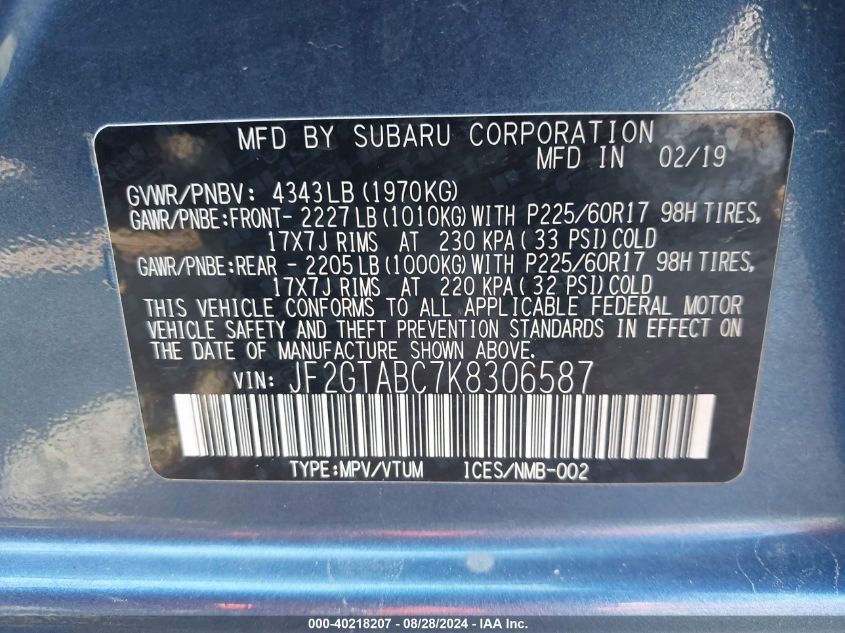 MFD BY SUBARU CORPORATION
MFD IN 02/19
GVWR/PNBV: 4343LB (1970KG)
GAWR/PNBE:FRONT- 2227LB (1010KG) WITH P225/60R17 98H TIRES,
17X7J RIMS AT 230 KPA( 33 PSI) COLD
GAWR/PNBE:REAR - 2205LB (1000KG) WITH P225/60R17 98H TIRES,
17X7J RIMS AT 220 KPA( 32 PSI) COLD
THIS VEHICLE CONFORMS TO ALL APPLICABLE FEDERAL MOTOR
VEHICLE SAFETY AND THEFT PREVENTION STANDARDS IN EFFECT ON
THE DATE OF MANUFACTURE SHOWN ABOVE.
VIN: JF2GTABC7K8306587
TYPE:MPV/VTUM ICES/NMB-002
000-40218207 - 08/28/2024 - © IAA, Inc.